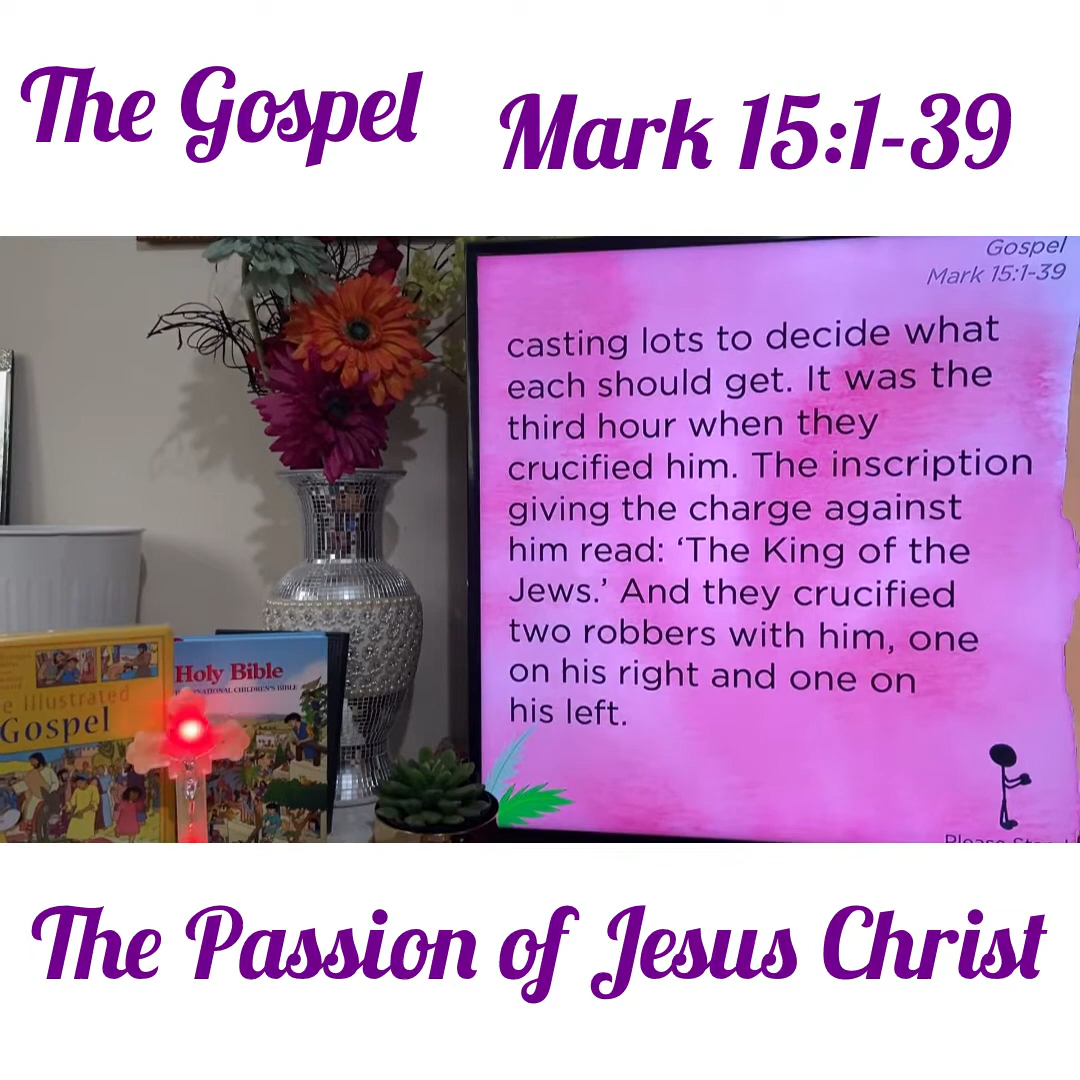 The Gospel
Mark 15:1-39
Gospel
Mark 15:1-39
casting lots to decide what
each should get. It was the
third hour when they
crucified him. The inscription
giving the charge against
him read: ‘The King of the
Jews.’ And they crucified
two robbers with him, one
on his right and one on
his left.
Please
Illustrated
Gospel
Holy Bible
CHILDREN'S BIBLE
The Passion of Jesus Christ